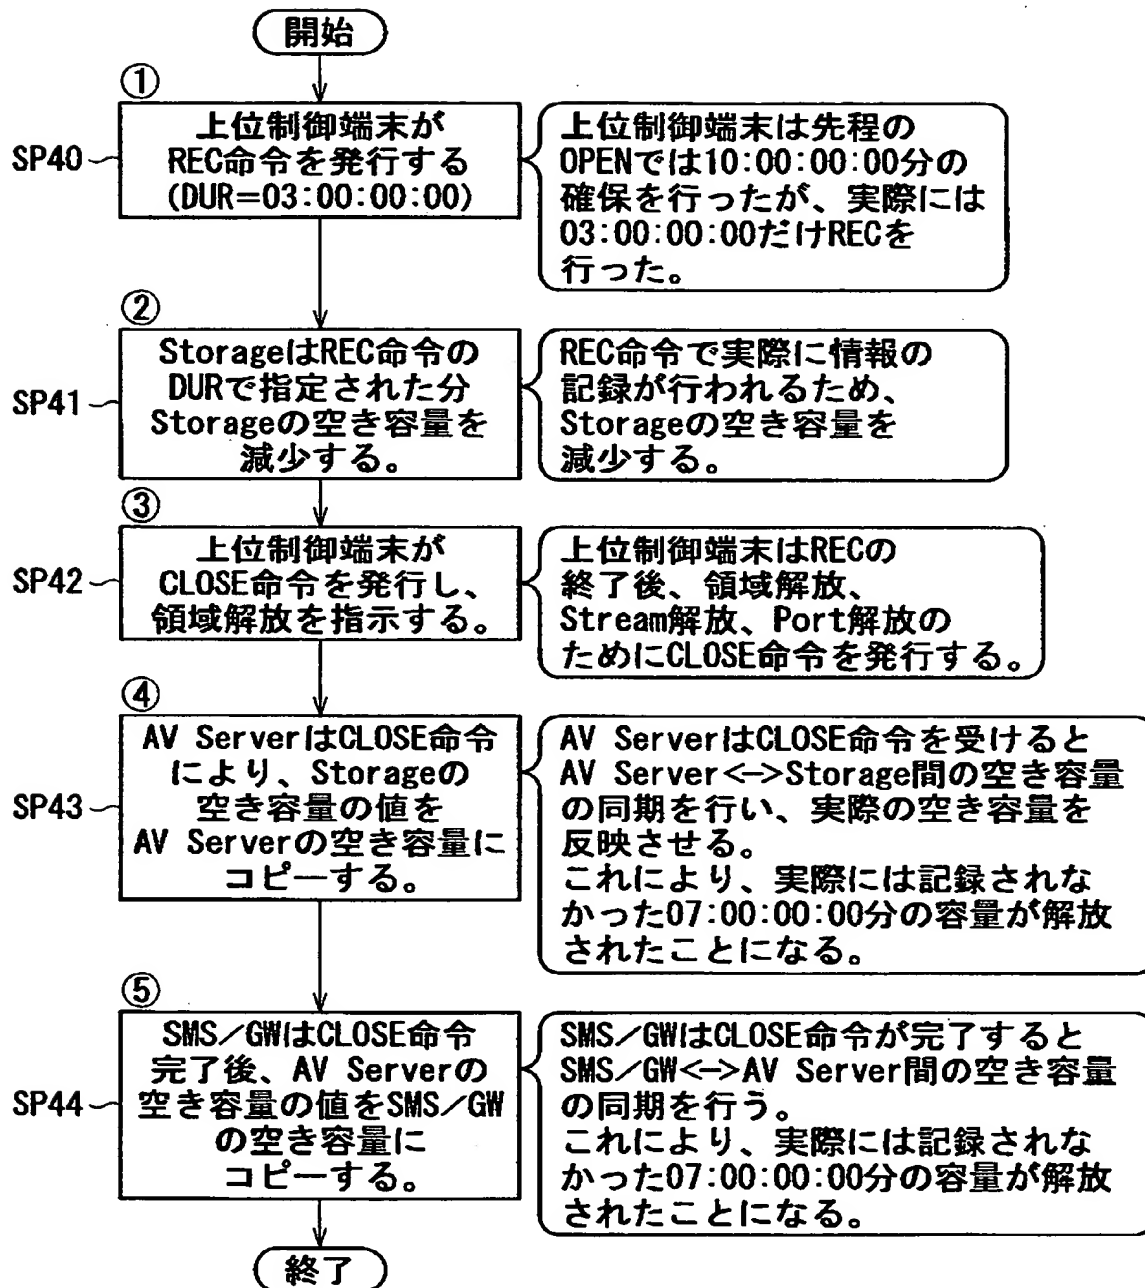 開始
①
SP40
上位制御端末が
REC命令を発行する
(DUR=03:00:00:00)
上位制御端末は先程の
OPENでは10:00:00:00分の
確保を行ったが、実際には
03:00:00:00だけRECを
行った。
②
SP41
StorageはREC命令の
DURで指定された分
Storageの空き容量を
減少する。
REC命令で実際に情報の
記録が行われるため、
Storageの空き容量を
減少する。
③
SP42
上位制御端末が
CLOSE命令を発行し、
領域解放を指示する。
上位制御端末はRECの
終了後、領域解放、
Stream解放、Port解放の
ためにCLOSE命令を発行する。
④
SP43
AV ServerはCLOSE命令
により、Storageの
空き容量の値を
AV Serverの空き容量に
コピーする。
AV ServerはCLOSE命令を受けると
AV Server<->Storage間の空き容量
の同期を行い、実際の空き容量を
反映させる。
これにより、実際には記録されな
かった07:00:00:00分の容量が解放
されたことになる。
⑤
SP44
SMS/GWはCLOSE命令
完了後、AV Serverの
空き容量の値をSMS/GW
の空き容量に
コピーする。
SMS/GWはCLOSE命令が完了すると
SMS/GW<->AV Server間の空き容量
の同期を行う。
これにより、実際には記録されな
かった07:00:00:00分の容量が解放
されたことになる。
終了